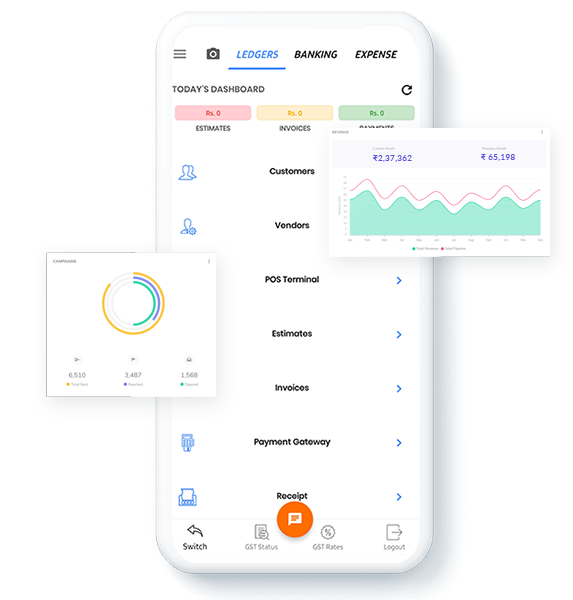 LEDGERS BANKING EXPENSE
TODAY'S DASHBOARD
Rs. 0 Rs. 0 Rs. 0
ESTIMATES INVOICES PAYMENTS
REVENUE
Current Month Previous Month
₹2,37,362 ₹ 65,198
Total Revenue Total Pipeline
Customers
Vendors
CAMPAIGNS
6,510 3,487 1,568
Total Sent Reached Opened
POS Terminal
Estimates
Invoices
Payment Gateway
Receipt
Switch GST Status GST Rates Logout